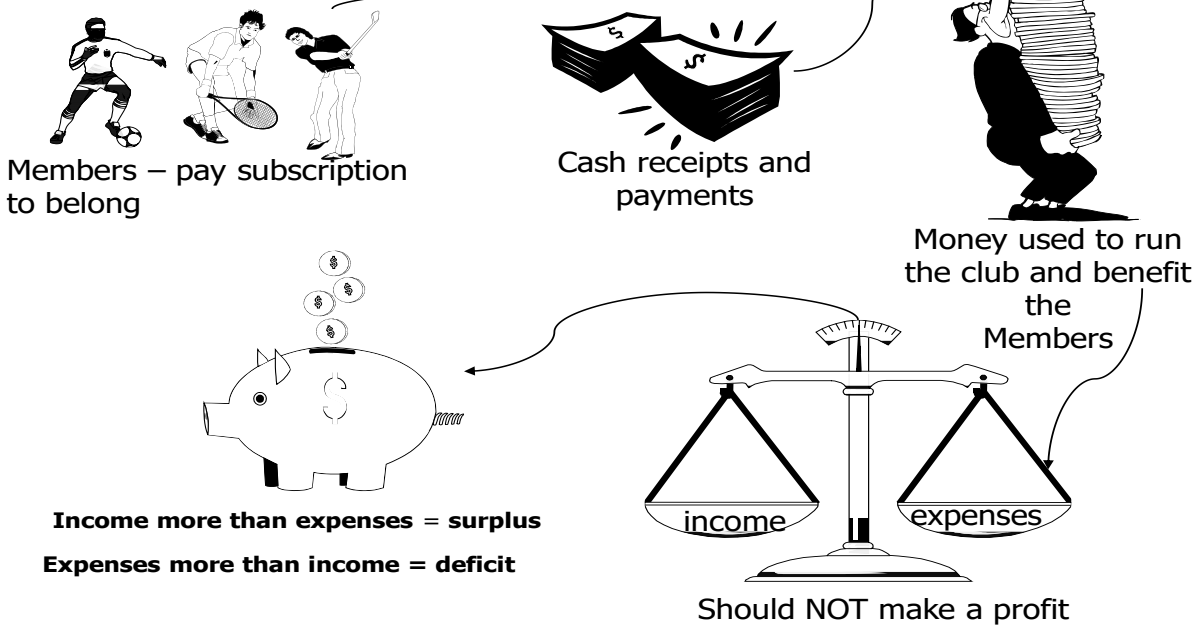 Members – pay subscription
to belong
Cash receipts and
payments
Money used to run
the club and benefit
the
Members
$
$
$
$
$
$
$
income
expenses
Income more than expenses = surplus
Expenses more than income = deficit
Should NOT make a profit